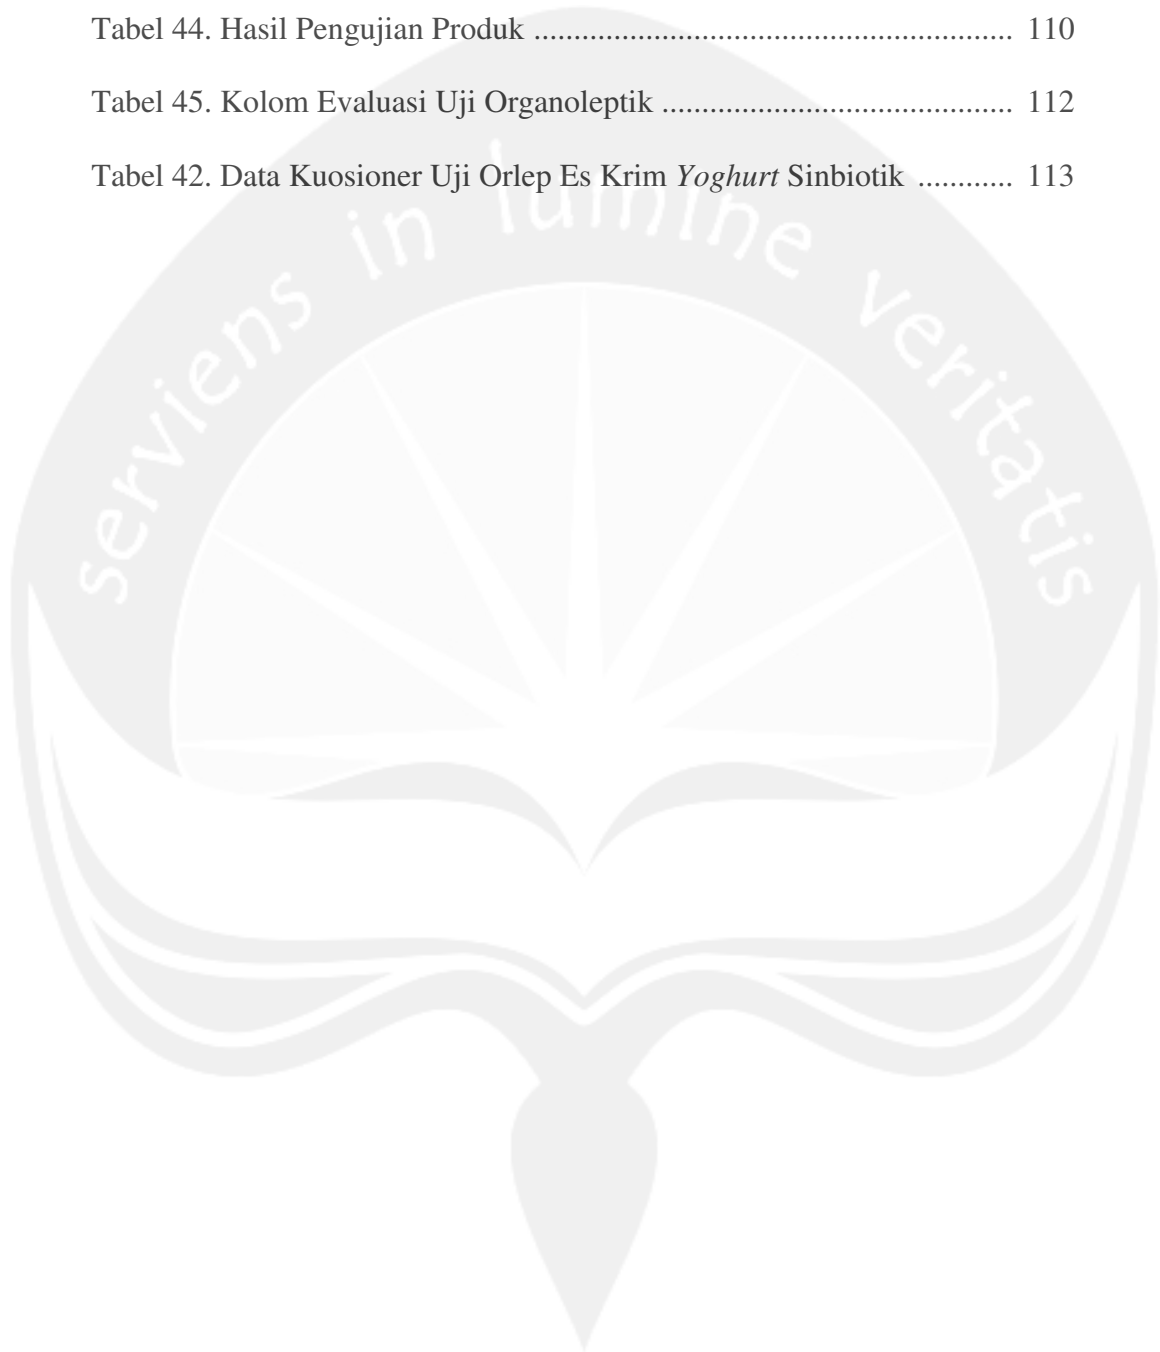 Tabel 44. Hasil Pengujian Produk ............................................................ 110
Tabel 45. Kolom Evaluasi Uji Organoleptik ............................................ 112
Tabel 42. Data Kuosioner Uji Orlep Es Krim Yoghurt Sinbiotik ............ 113
serviens in lumine veritatis